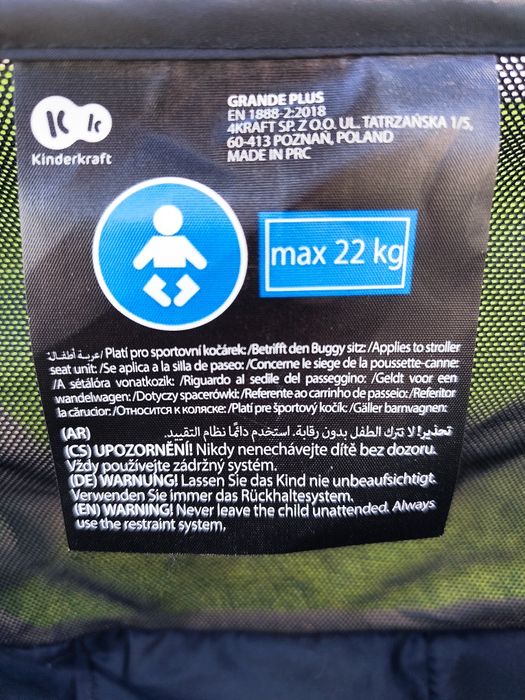 Kinderkraft
GRANDE PLUS
EN 1888-2:2018
4KRAFT SP. Z O.O. UL. TATRZAŃSKA 1/5,
60-413 POZNAŃ, POLAND
MADE IN PRC
max 22 kg
عربة أطفالة/ Platí pro sportovní kočárek: /Betrifft den Buggy sitz: /Applies to stroller
seat unit: /Se aplica a la silla de paseo: /Concerne le siege de la poussette-canne:
/A sétálóra vonatkozik: /Riguardo al sedile del passeggino: /Geldt voor een
wandelwagen: /Dotyczy spacerówki: /Referente ao carrinho de passeio: /Referitor
la cărucior: /Относится к коляске: /Platí pre športový kočík: /Gäller barnvagnen:
(AR) تحذير! لا تترك الطفل بدون رقابة. استخدم دائمًا نظام التقييد.
(CS) UPOZORNĚNÍ! Nikdy nenechávejte dítě bez dozoru.
Vždy používejte zádržný systém.
(DE) WARNUNG! Lassen Sie das Kind nie unbeaufsichtigt.
Verwenden Sie immer das Rückhaltesystem.
(EN) WARNING! Never leave the child unattended. Always
use the restraint system.